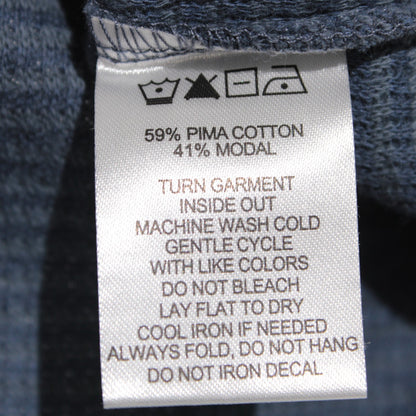 59% PIMA COTTON
41% MODAL
TURN GARMENT
INSIDE OUT
MACHINE WASH COLD
GENTLE CYCLE
WITH LIKE COLORS
DO NOT BLEACH
LAY FLAT TO DRY
COOL IRON IF NEEDED
ALWAYS FOLD, DO NOT HANG
DO NOT IRON DECAL